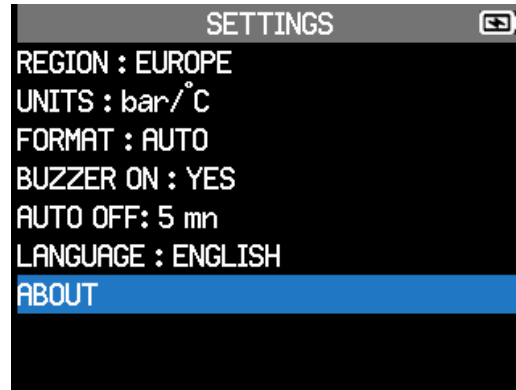 SETTINGS
REGION : EUROPE
UNITS : bar/°C
FORMAT : AUTO
BUZZER ON : YES
AUTO OFF: 5 mn
LANGUAGE : ENGLISH
ABOUT